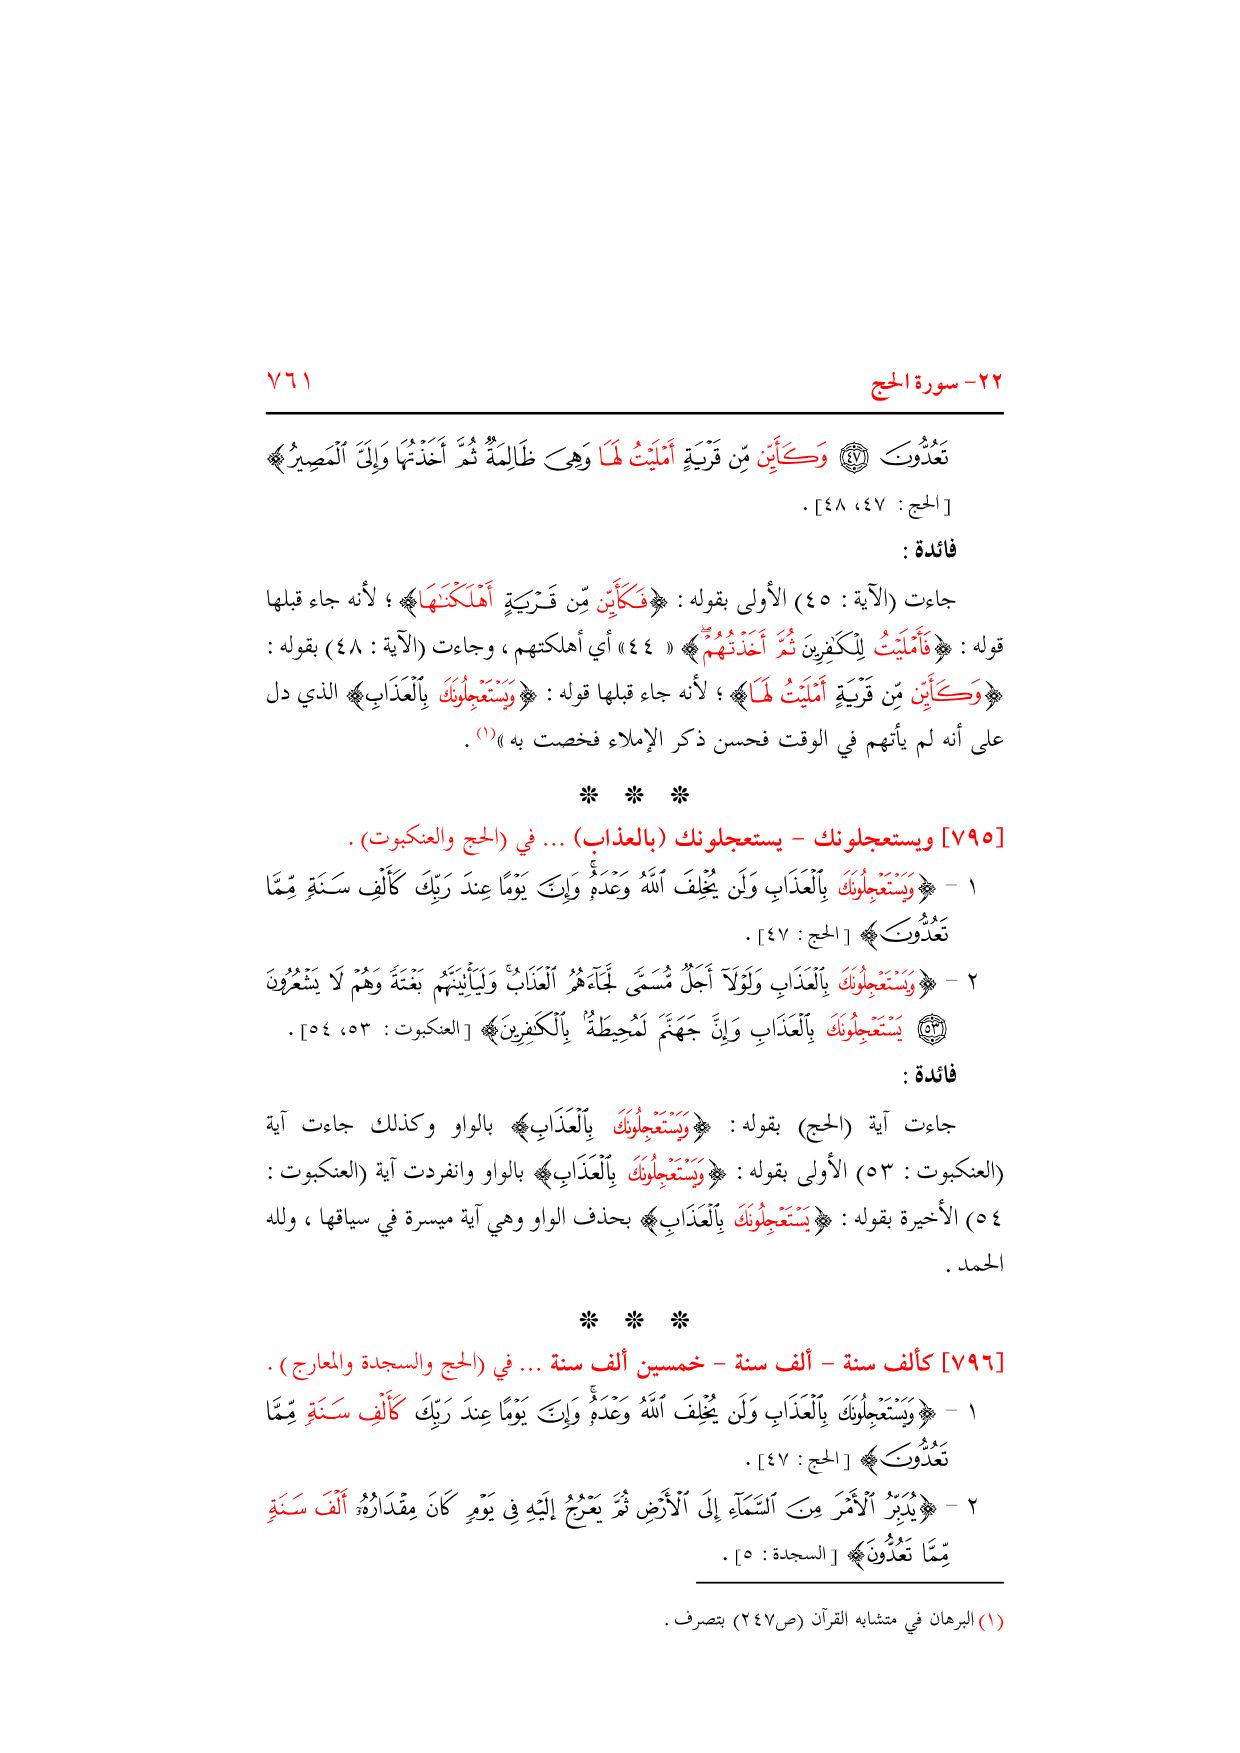 ٢٢- سورة الحج ٧٦١
تَعُدُّونَ ٤٧ وَكَأَيِّن مِّن قَرْيَةٍ أَمْلَيْتُ لَهَا وَهِيَ ظَالِمَةٌ ثُمَّ أَخَذْتُهَا وَإِلَيَّ ٱلْمَصِيرُ﴾
[الحج : ٤٧، ٤٨] .
فائدة :
جاءت (الآية : ٤٥) الأولى بقوله : ﴿فَكَأَيِّن مِّن قَرْيَةٍ أَهْلَكْنَـٰهَا﴾ ؛ لأنه جاء قبلها
قوله : ﴿فَأَمْلَيْتُ لِلْكَـٰفِرِينَ ثُمَّ أَخَذْتُهُمْ ۖ﴾ « ٤٤» أي أهلكتهم ، وجاءت (الآية : ٤٨) بقوله :
﴿وَكَأَيِّن مِّن قَرْيَةٍ أَمْلَيْتُ لَهَا﴾ ؛ لأنه جاء قبلها قوله : ﴿وَيَسْتَعْجِلُونَكَ بِٱلْعَذَابِ﴾ الذي دل
على أنه لم يأتهم في الوقت فحسن ذكر الإملاء فخصت به »(١) .
❊ ❊ ❊
[٧٩٥] ويستعجلونك – يستعجلونك (بالعذاب) ... في (الحج والعنكبوت) .
١ – ﴿وَيَسْتَعْجِلُونَكَ بِٱلْعَذَابِ وَلَن يُخْلِفَ ٱللَّهُ وَعْدَهُۥ ۚ وَإِنَّ يَوْمًا عِندَ رَبِّكَ كَأَلْفِ سَنَةٍ مِّمَّا
تَعُدُّونَ﴾ [الحج : ٤٧] .
٢ – ﴿وَيَسْتَعْجِلُونَكَ بِٱلْعَذَابِ وَلَوْلَآ أَجَلٌ مُّسَمًّى لَّجَآءَهُمُ ٱلْعَذَابُ ۚ وَلَيَأْتِيَنَّهُم بَغْتَةً وَهُمْ لَا يَشْعُرُونَ
٥٣ يَسْتَعْجِلُونَكَ بِٱلْعَذَابِ وَإِنَّ جَهَنَّمَ لَمُحِيطَةٌۢ بِٱلْكَـٰفِرِينَ﴾ [العنكبوت : ٥٣، ٥٤] .
فائدة :
جاءت آية (الحج) بقوله : ﴿وَيَسْتَعْجِلُونَكَ بِٱلْعَذَابِ﴾ بالواو وكذلك جاءت آية
(العنكبوت : ٥٣) الأولى بقوله : ﴿وَيَسْتَعْجِلُونَكَ بِٱلْعَذَابِ﴾ بالواو وانفردت آية (العنكبوت :
٥٤) الأخيرة بقوله : ﴿يَسْتَعْجِلُونَكَ بِٱلْعَذَابِ﴾ بحذف الواو وهي آية ميسرة في سياقها ، ولله
الحمد .
❊ ❊ ❊
[٧٩٦] كألف سنة – ألف سنة – خمسين ألف سنة ... في (الحج والسجدة والمعارج) .
١ – ﴿وَيَسْتَعْجِلُونَكَ بِٱلْعَذَابِ وَلَن يُخْلِفَ ٱللَّهُ وَعْدَهُۥ ۚ وَإِنَّ يَوْمًا عِندَ رَبِّكَ كَأَلْفِ سَنَةٍ مِّمَّا
تَعُدُّونَ﴾ [الحج : ٤٧] .
٢ – ﴿يُدَبِّرُ ٱلْأَمْرَ مِنَ ٱلسَّمَآءِ إِلَى ٱلْأَرْضِ ثُمَّ يَعْرُجُ إِلَيْهِ فِي يَوْمٍ كَانَ مِقْدَارُهُۥٓ أَلْفَ سَنَةٍ
مِّمَّا تَعُدُّونَ﴾ [السجدة : ٥] .
(١) البرهان في متشابه القرآن (ص٢٤٧) بتصرف .